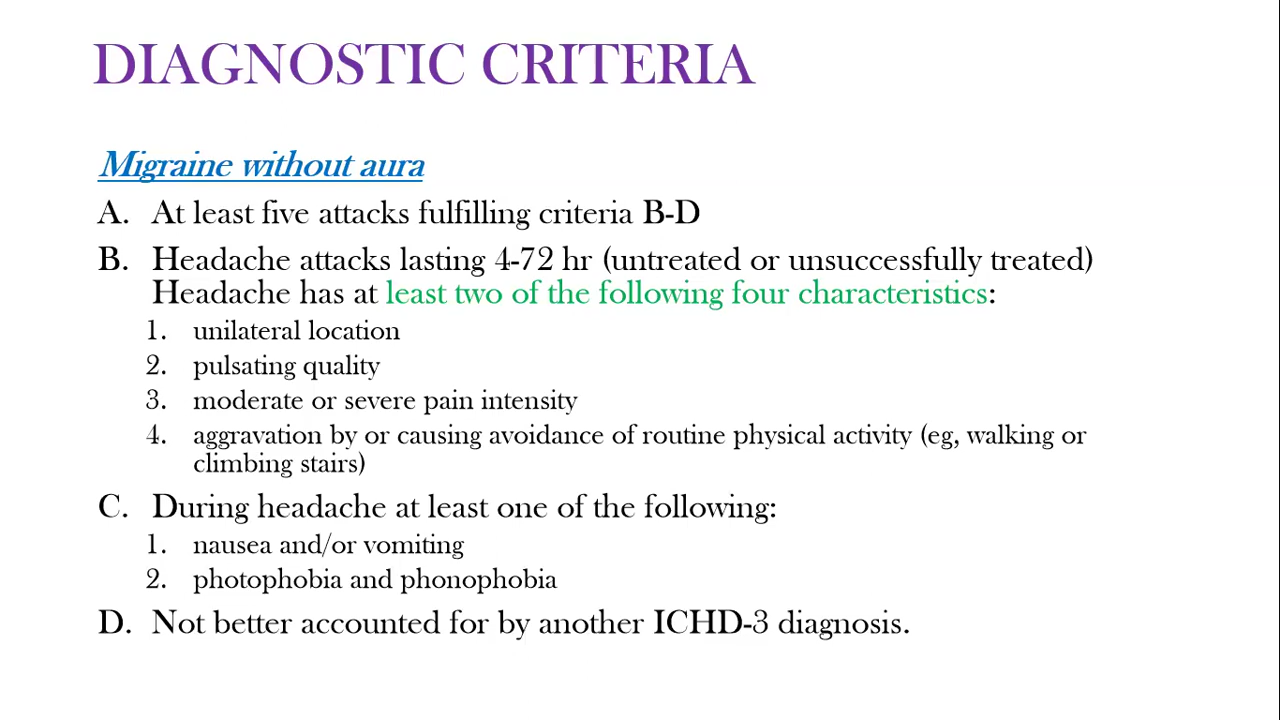 DIAGNOSTIC CRITERIA
Migraine without aura
A. At least five attacks fulfilling criteria B-D
B. Headache attacks lasting 4-72 hr (untreated or unsuccessfully treated)
Headache has at least two of the following four characteristics:
1. unilateral location
2. pulsating quality
3. moderate or severe pain intensity
4. aggravation by or causing avoidance of routine physical activity (eg, walking or
climbing stairs)
C. During headache at least one of the following:
1. nausea and/or vomiting
2. photophobia and phonophobia
D. Not better accounted for by another ICHD-3 diagnosis.